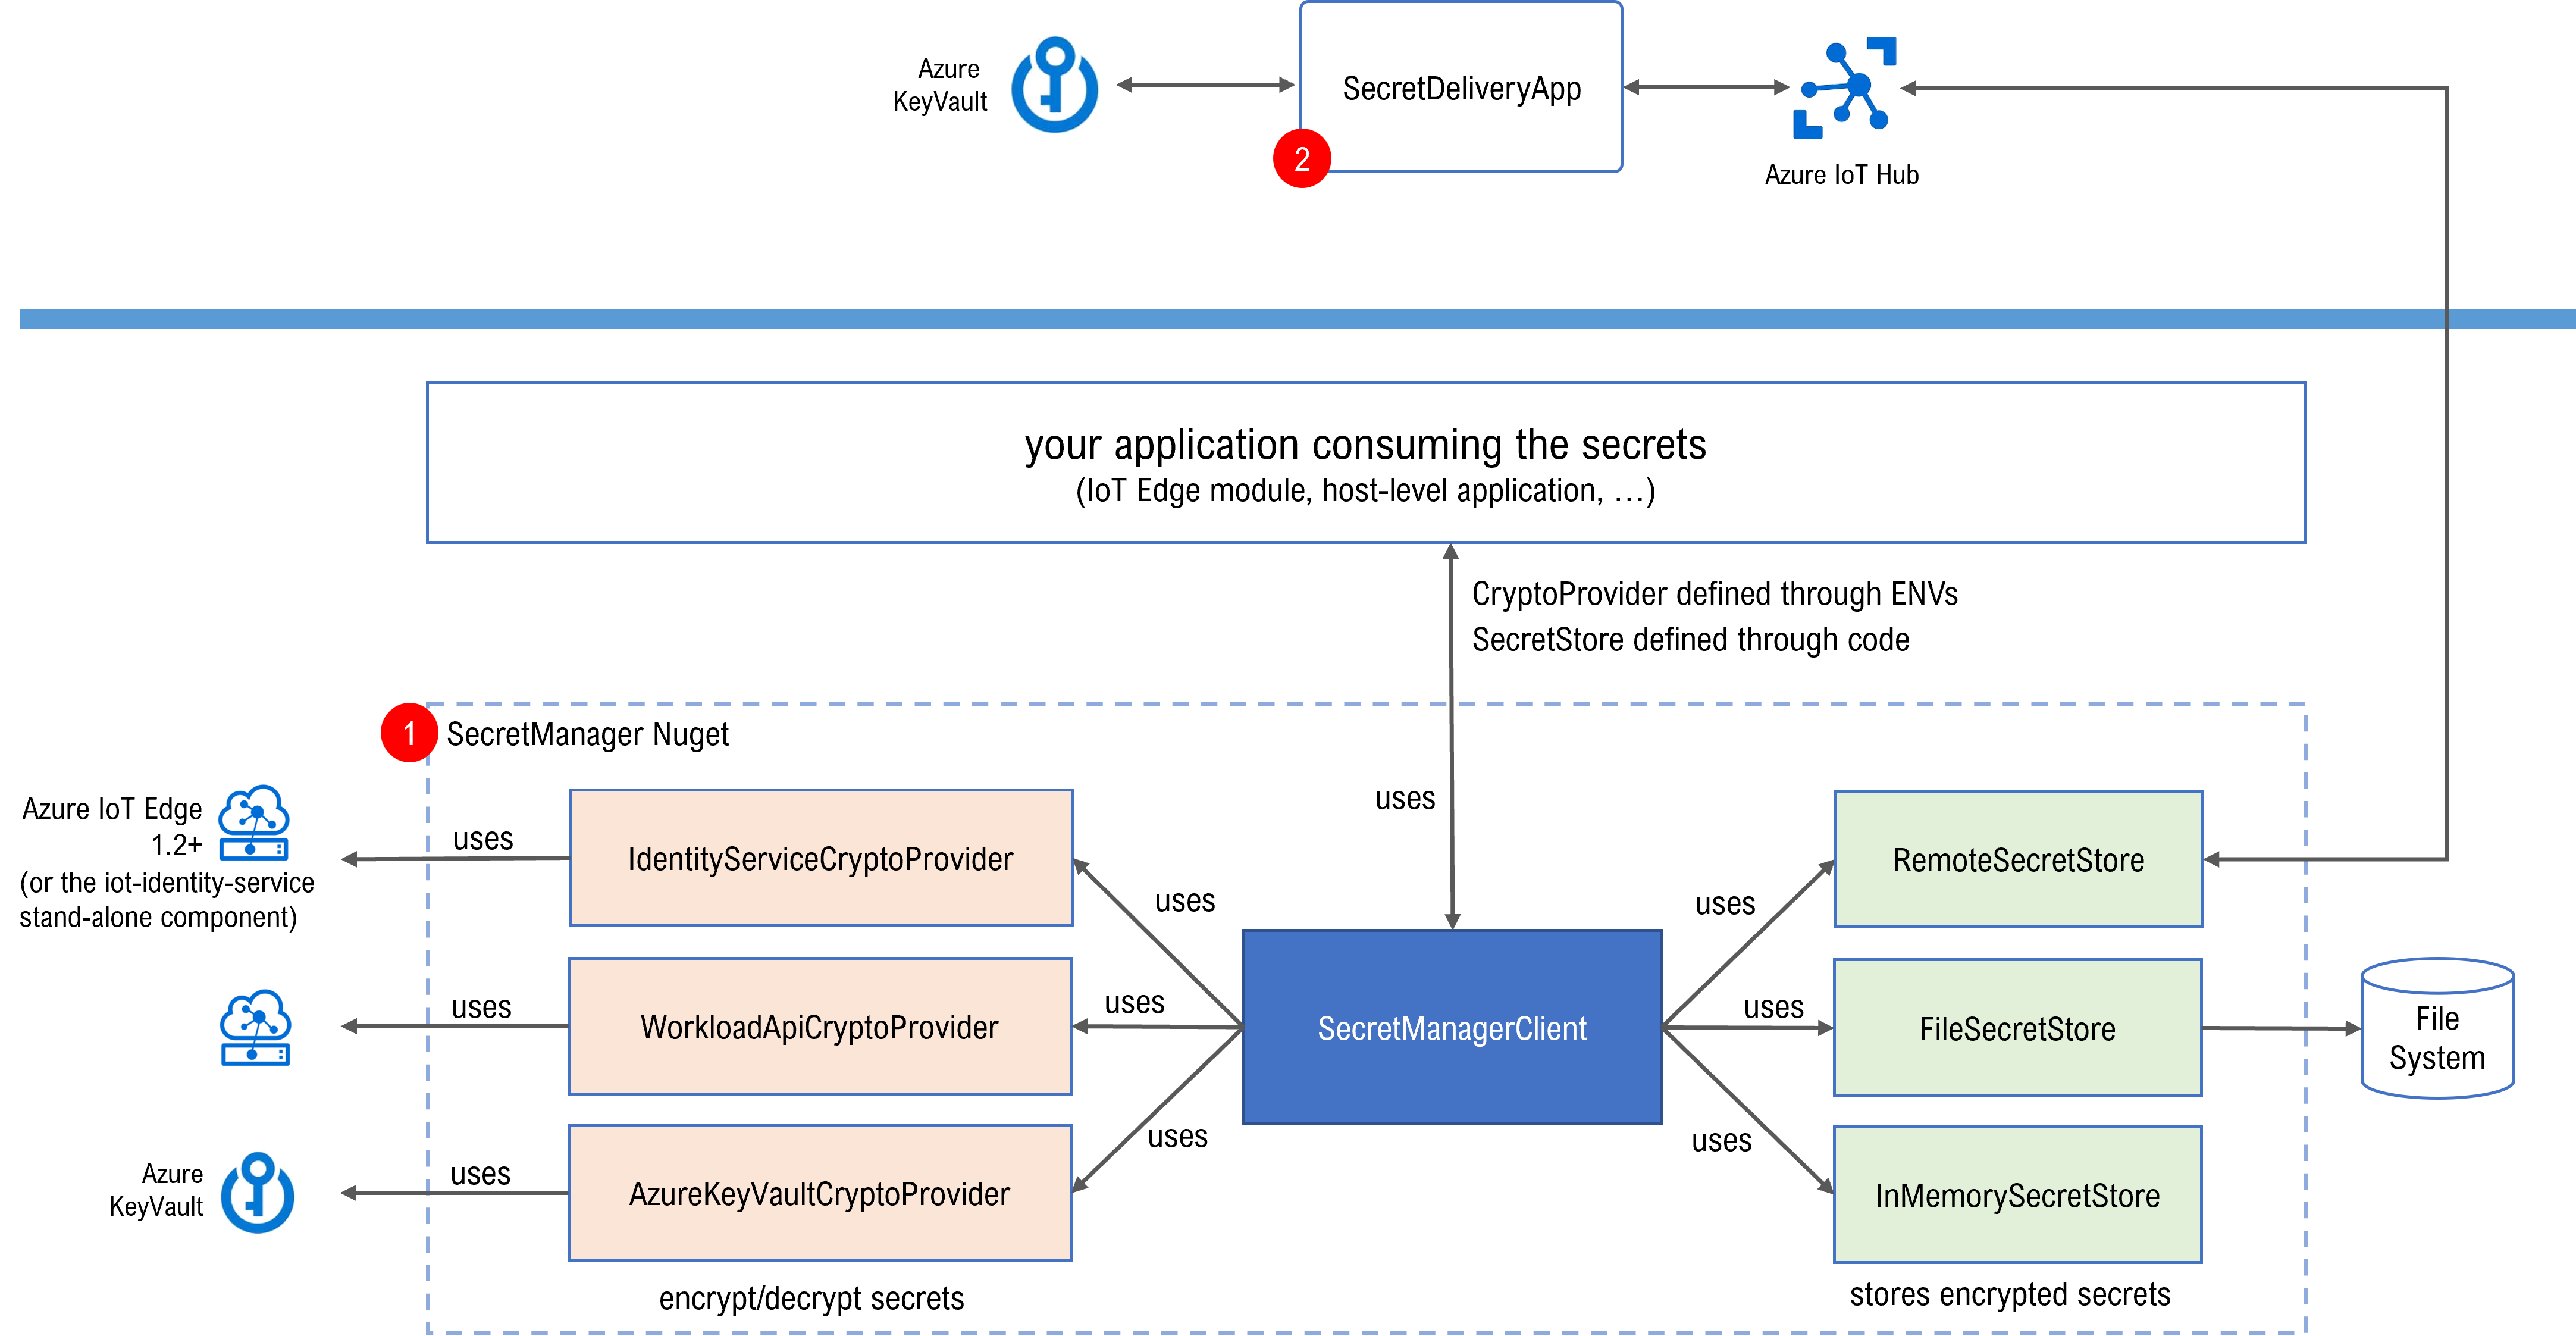 Azure
KeyVault
SecretDeliveryApp
2
Azure IoT Hub
your application consuming the secrets
(IoT Edge module, host-level application, …)
CryptoProvider defined through ENVs
SecretStore defined through code
uses
1
SecretManager Nuget
Azure IoT Edge
1.2+
(or the iot-identity-service
stand-alone component)
uses
IdentityServiceCryptoProvider
uses
uses
RemoteSecretStore
uses
WorkloadApiCryptoProvider
uses
SecretManagerClient
uses
FileSecretStore
File
System
Azure
KeyVault
uses
AzureKeyVaultCryptoProvider
uses
uses
InMemorySecretStore
encrypt/decrypt secrets
stores encrypted secrets